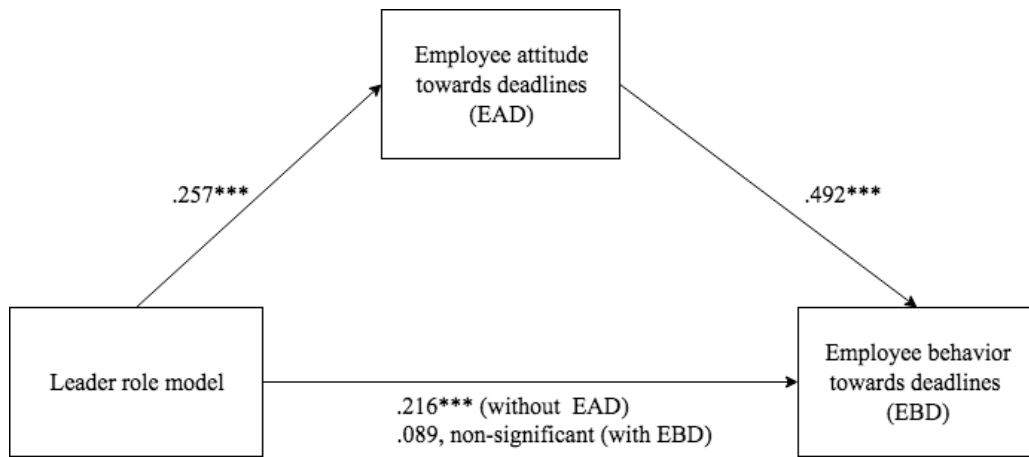 Employee attitude
towards deadlines
(EAD)
.257***
.492***
Leader role model
Employee behavior
towards deadlines
(EBD)
.216*** (without EAD)
.089, non-significant (with EBD)